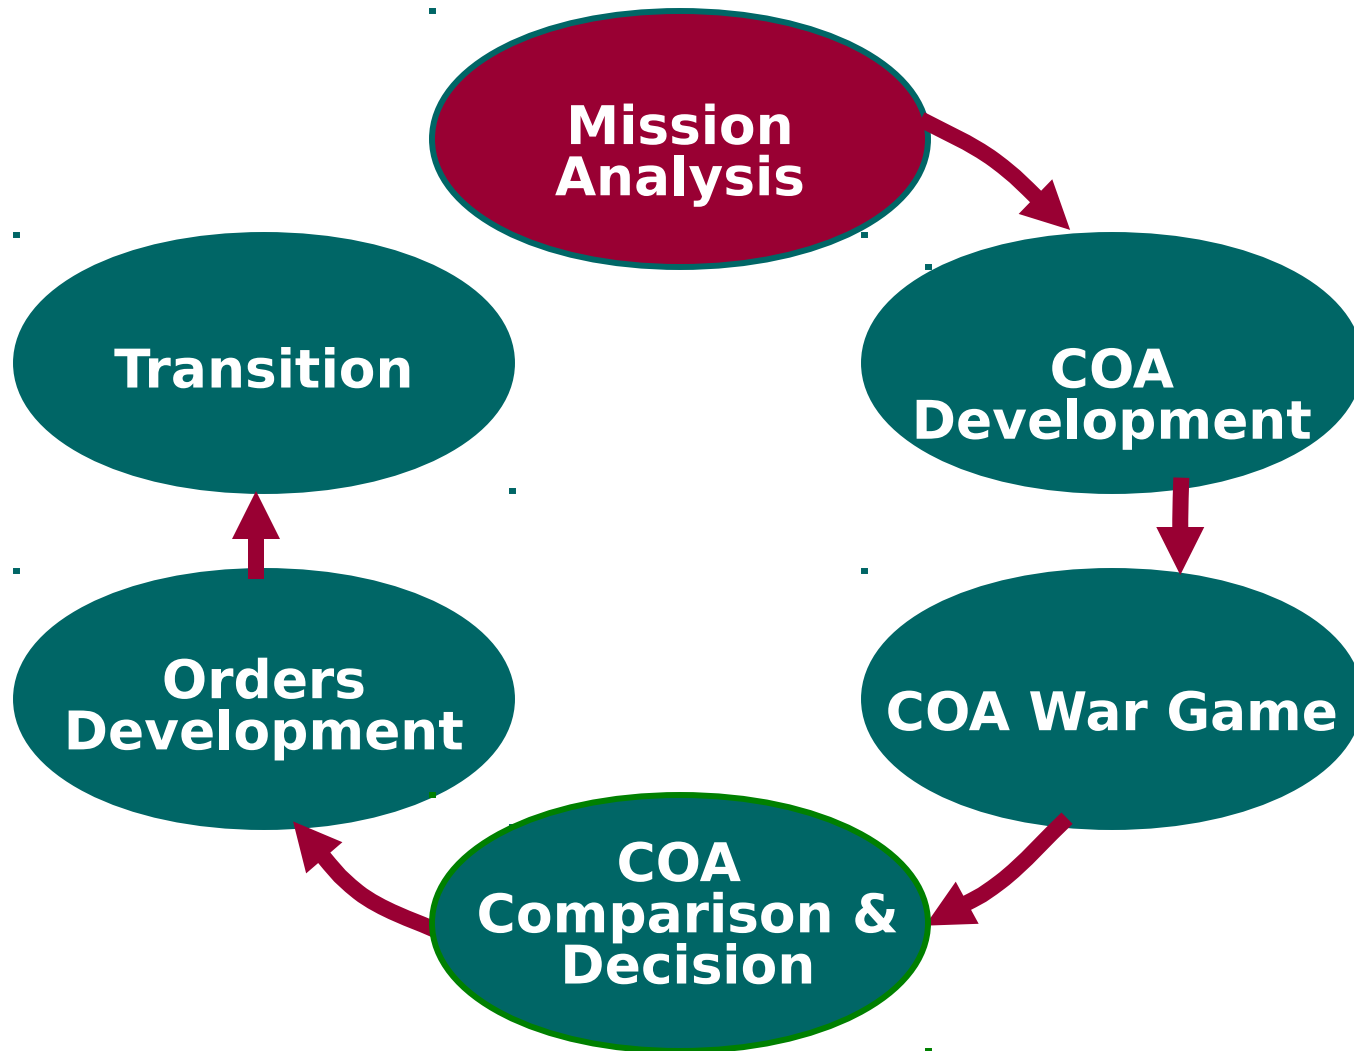 Mission
Analysis
COA
Development
COA War Game
COA
Comparison &
Decision
Orders
Development
Transition